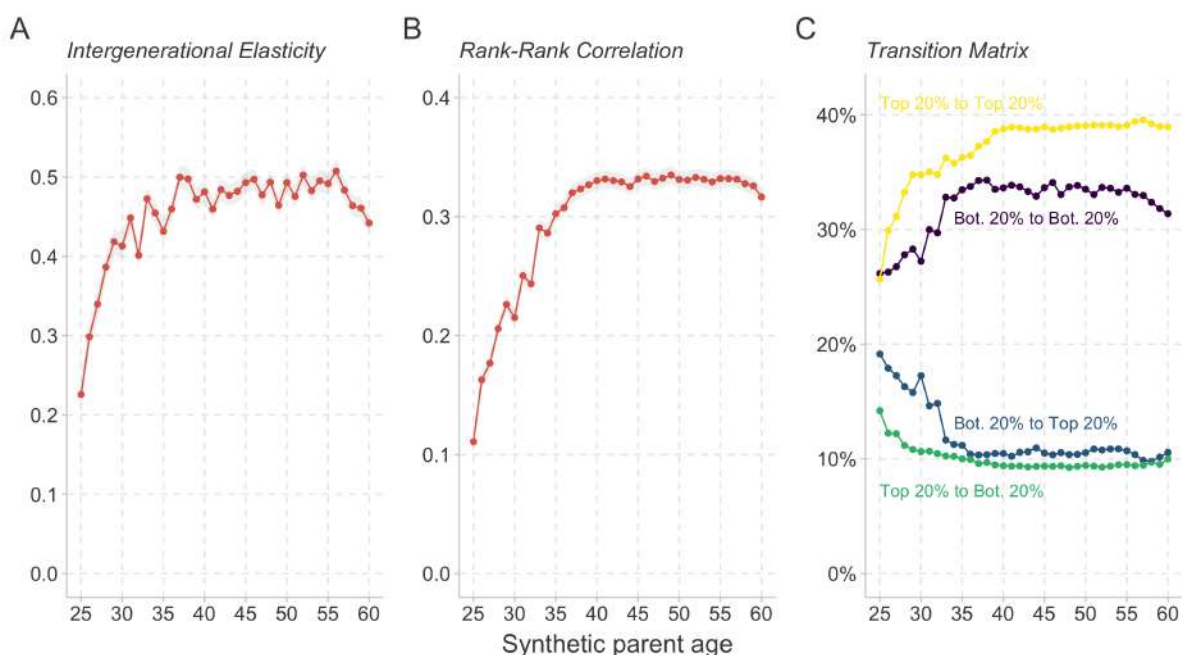 A
Intergenerational Elasticity
0.6
0.5
0.4
0.3
0.2
0.1
0.0
25 30 35 40 45 50 55 60
B
Rank-Rank Correlation
0.4
0.3
0.2
0.1
0.0
25 30 35 40 45 50 55 60
Synthetic parent age
C
Transition Matrix
40%
30%
20%
10%
0%
Top 20% to Top 20%
Bot. 20% to Bot. 20%
Bot. 20% to Top 20%
Top 20% to Bot. 20%
25 30 35 40 45 50 55 60